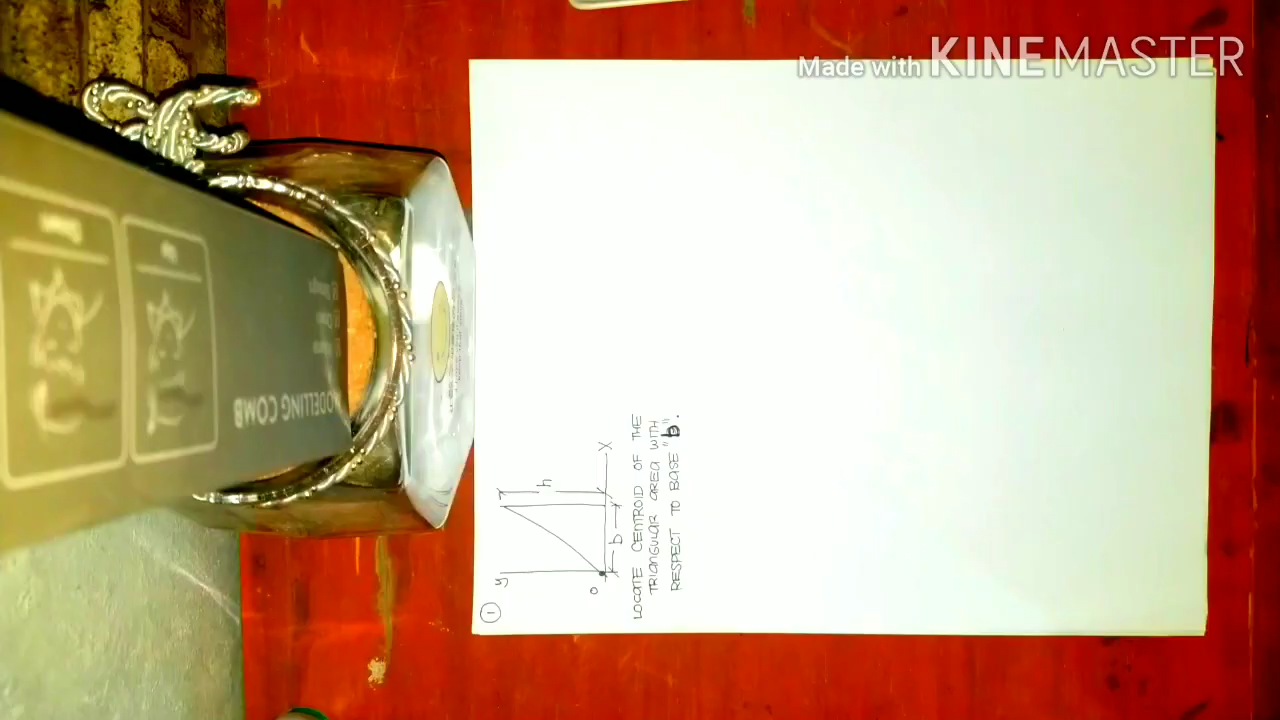 Made with KINEMASTER
MODELLING COMB
1
y
h
x
o
b
LOCATE CENTROID OF THE
TRIANGULAR AREA WITH
RESPECT TO BASE "b".